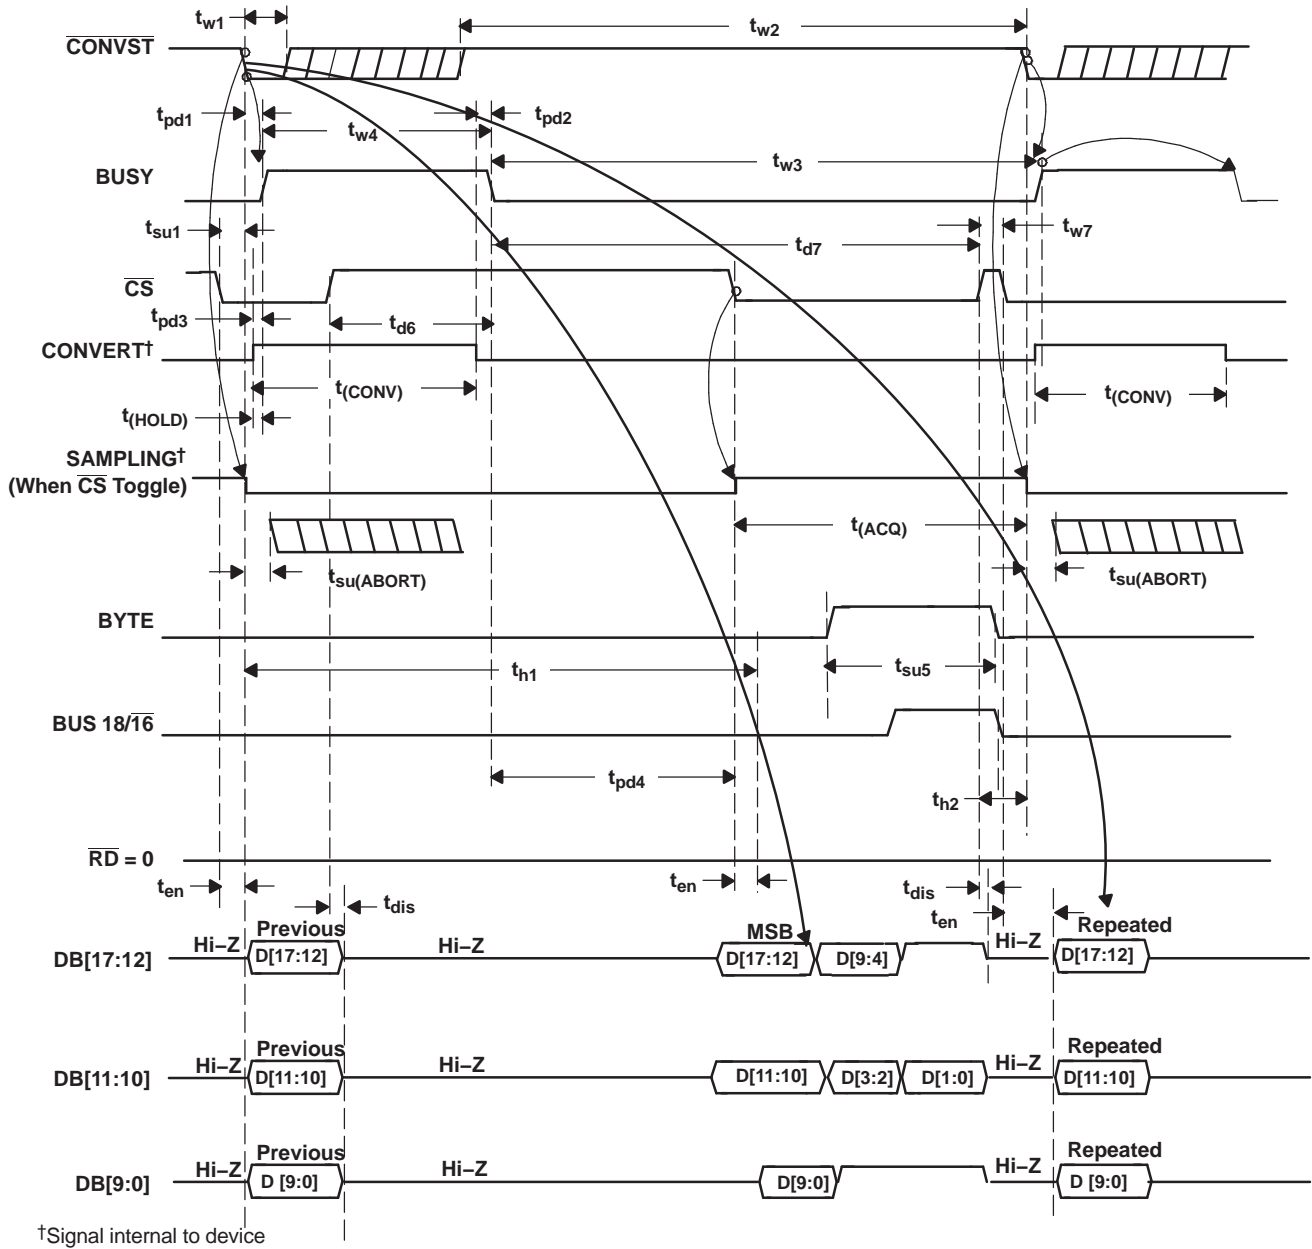 tw1
tw2
CONVST
tpd1
tw4
tpd2
tw3
BUSY
tsu1
tw7
td7
CS
tpd3
td6
CONVERT†
t(CONV)
t(CONV)
t(HOLD)
SAMPLING†
(When CS Toggle)
t(ACQ)
tsu(ABORT)
tsu(ABORT)
BYTE
th1
tsu5
BUS 18/16
tpd4
th2
RD = 0
ten
ten
tdis
tdis
ten
Previous
MSB
Repeated
Hi–Z
Hi–Z
Hi–Z
DB[17:12]
D[17:12]
D[17:12]
D[9:4]
D[17:12]
Previous
Repeated
Hi–Z
Hi–Z
Hi–Z
DB[11:10]
D[11:10]
D[11:10]
D[3:2]
D[1:0]
D[11:10]
Previous
Repeated
Hi–Z
Hi–Z
Hi–Z
DB[9:0]
D [9:0]
D[9:0]
D [9:0]
†Signal internal to device